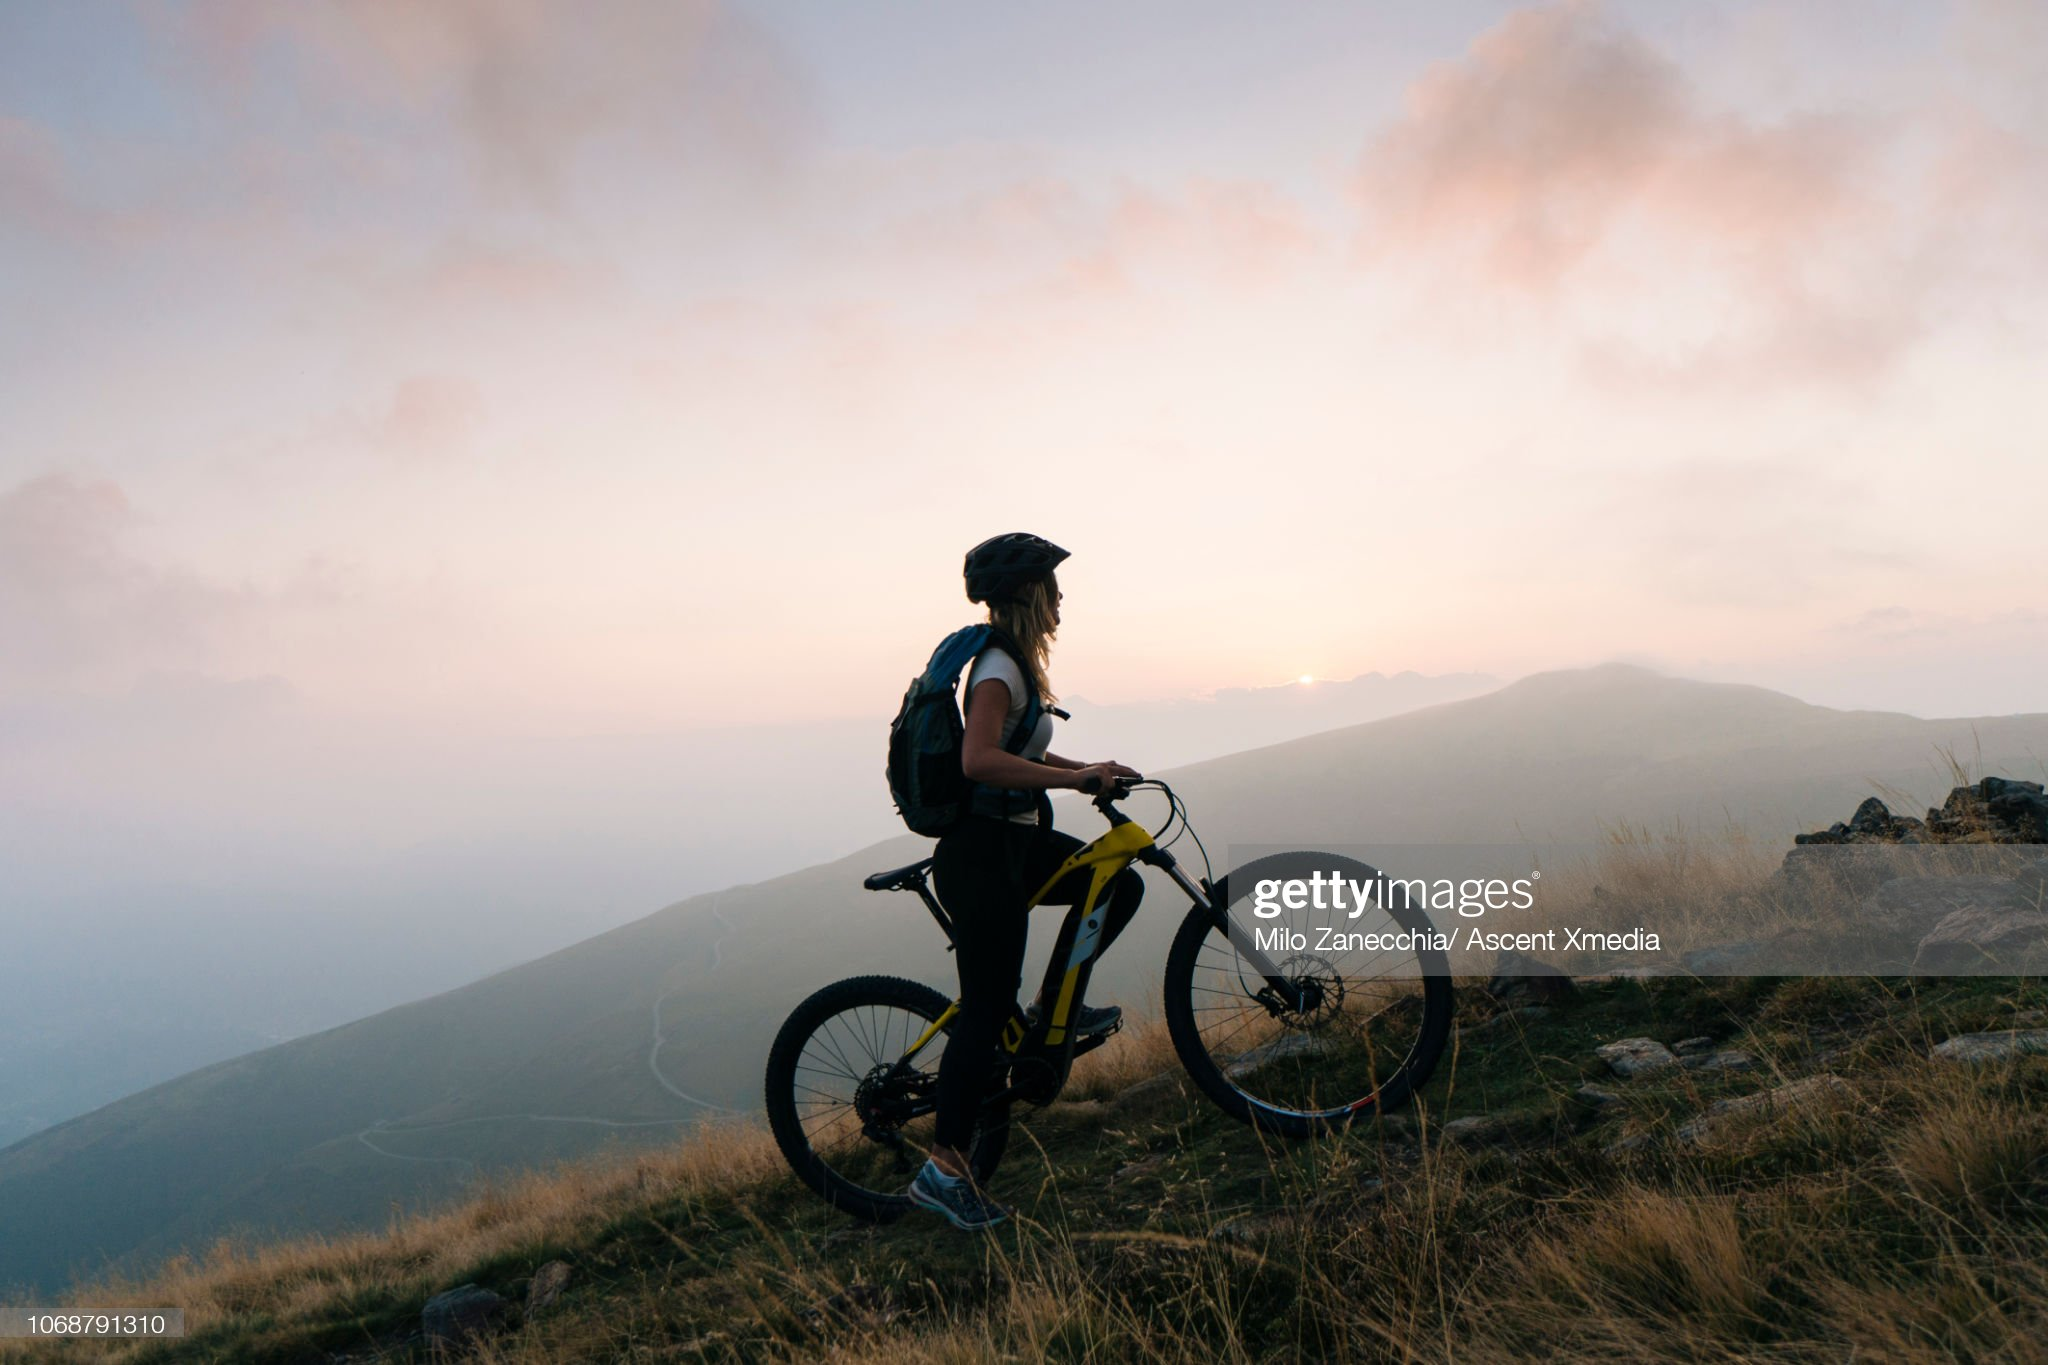 gettyimages®
Milo Zanecchia/ Ascent Xmedia
1068791310